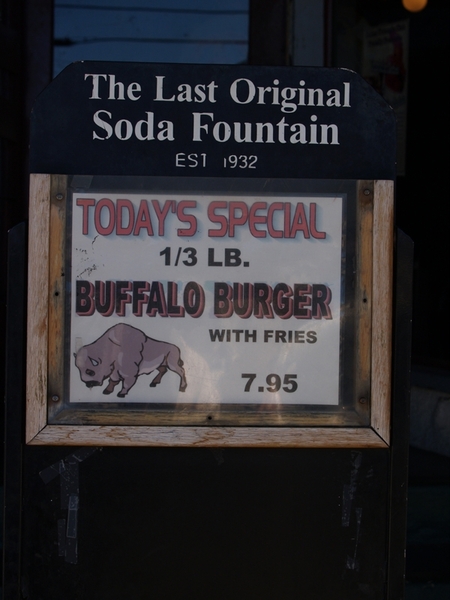 The Last Original
Soda Fountain
EST 1932
TODAY'S SPECIAL
1/3 LB.
BUFFALO BURGER
WITH FRIES
7.95